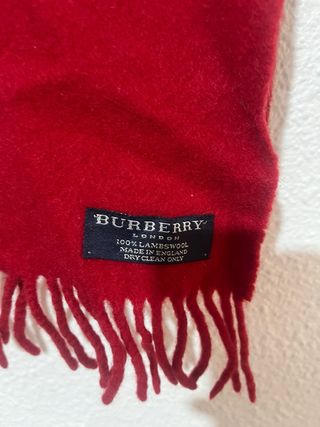 BURBERRY
LONDON
100% LAMBSWOOL
MADE IN ENGLAND
DRY CLEAN ONLY